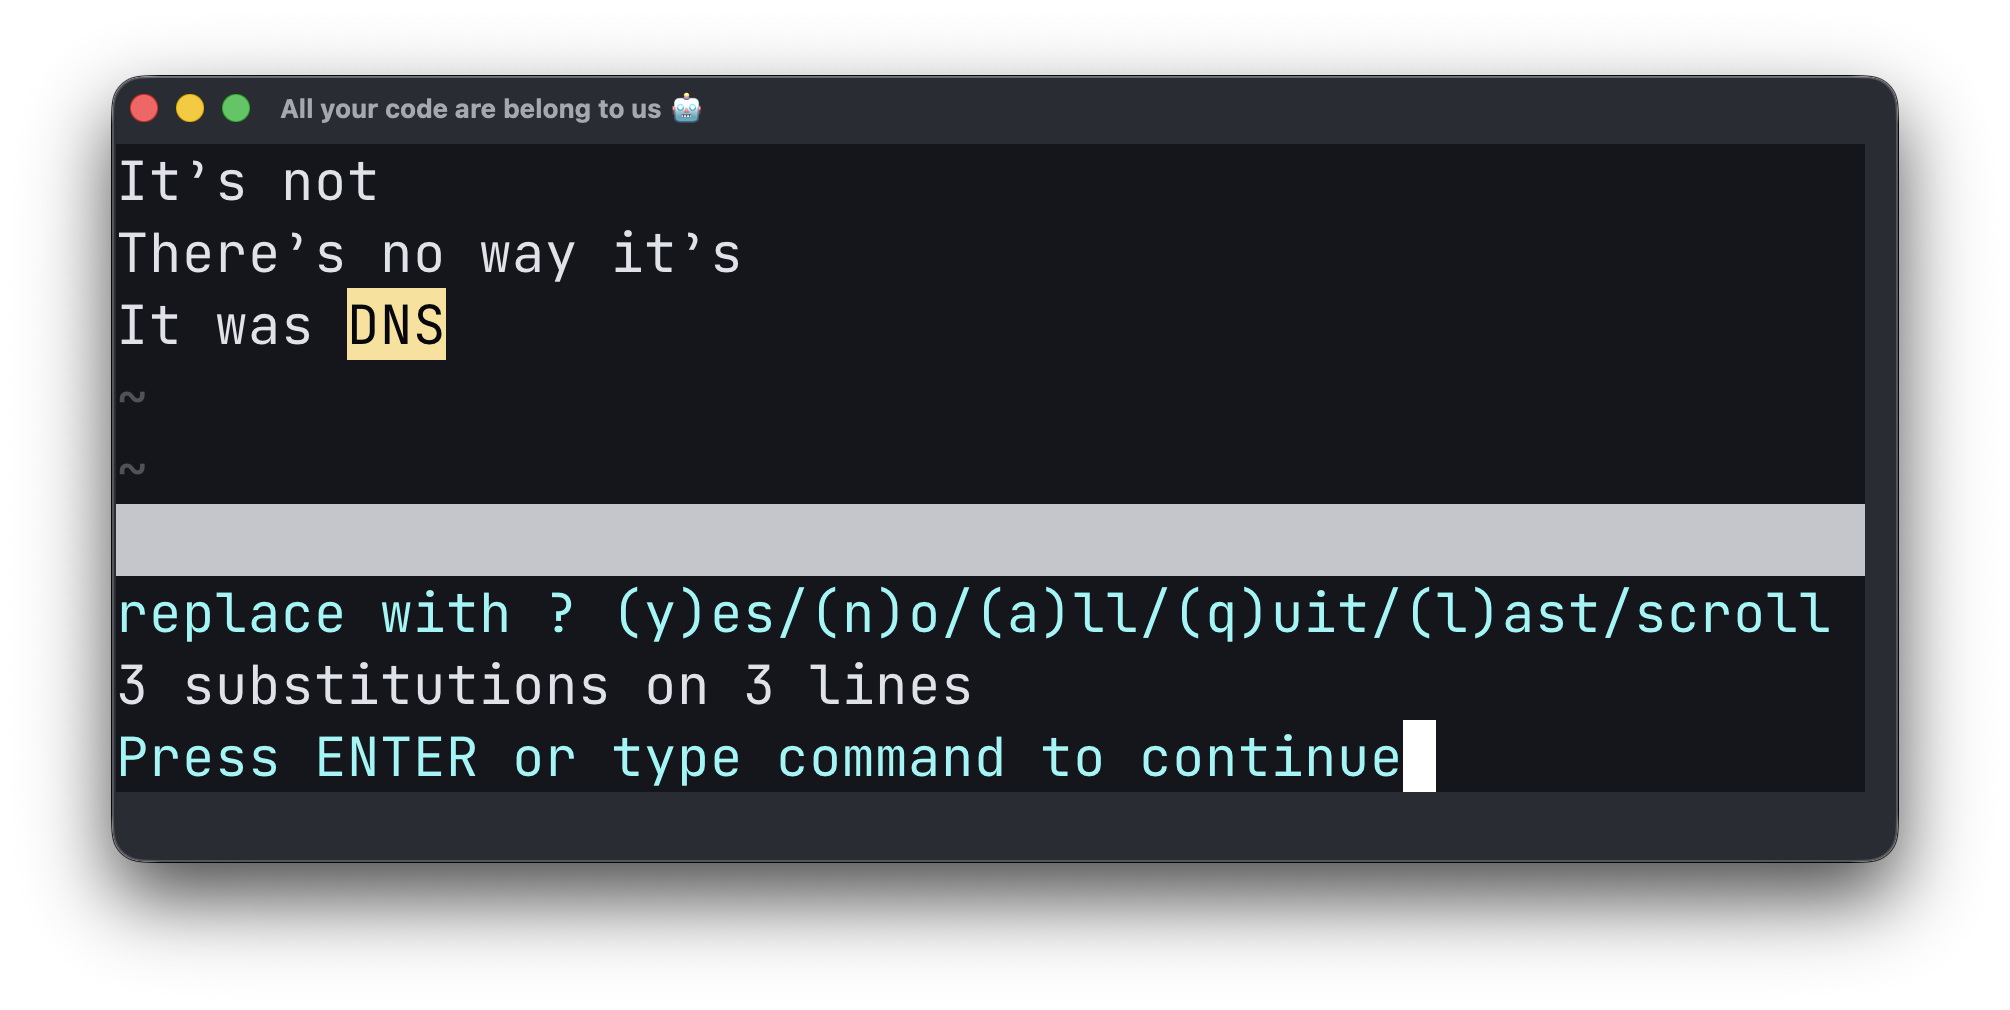 All your code are belong to us 🤖
It’s not
There’s no way it’s
It was DNS
~
~
replace with ? (y)es/(n)o/(a)ll/(q)uit/(l)ast/scroll
3 substitutions on 3 lines
Press ENTER or type command to continue